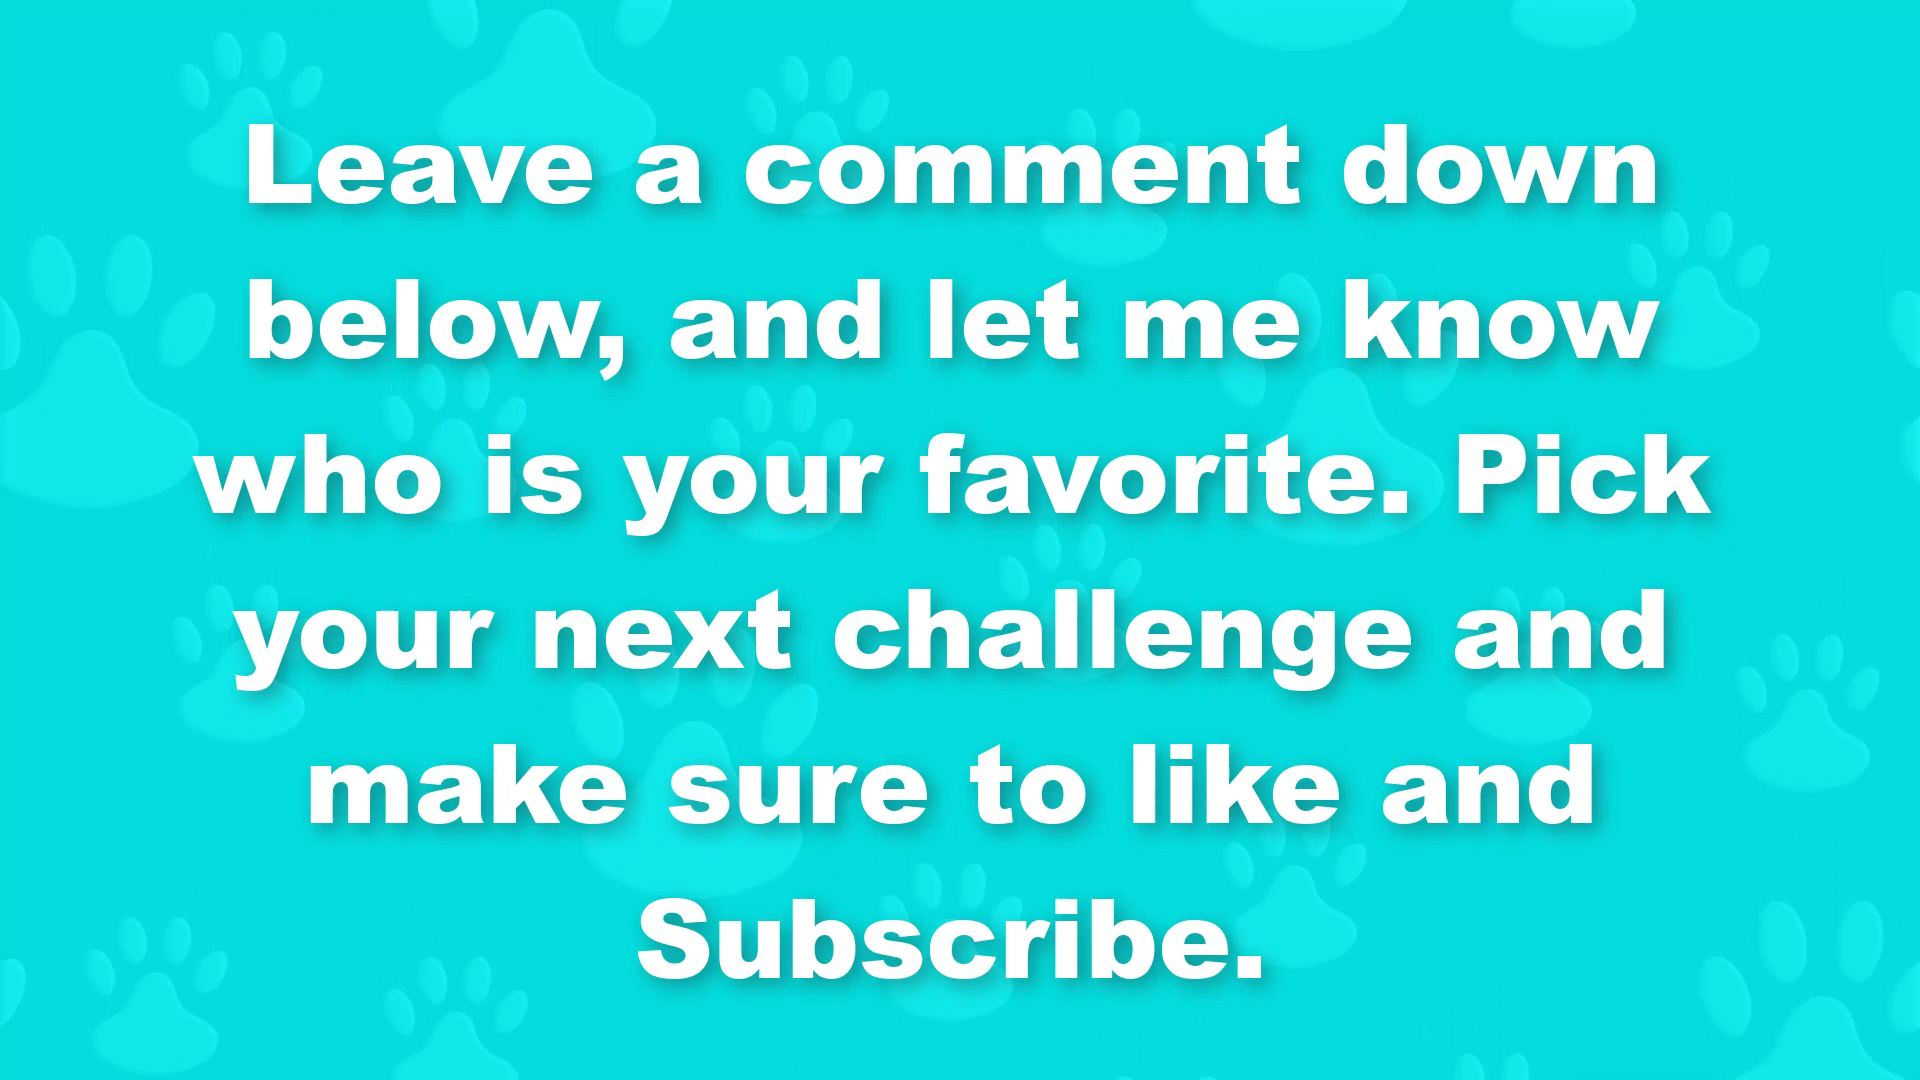 Leave a comment down
below, and let me know
who is your favorite. Pick
your next challenge and
make sure to like and
Subscribe.